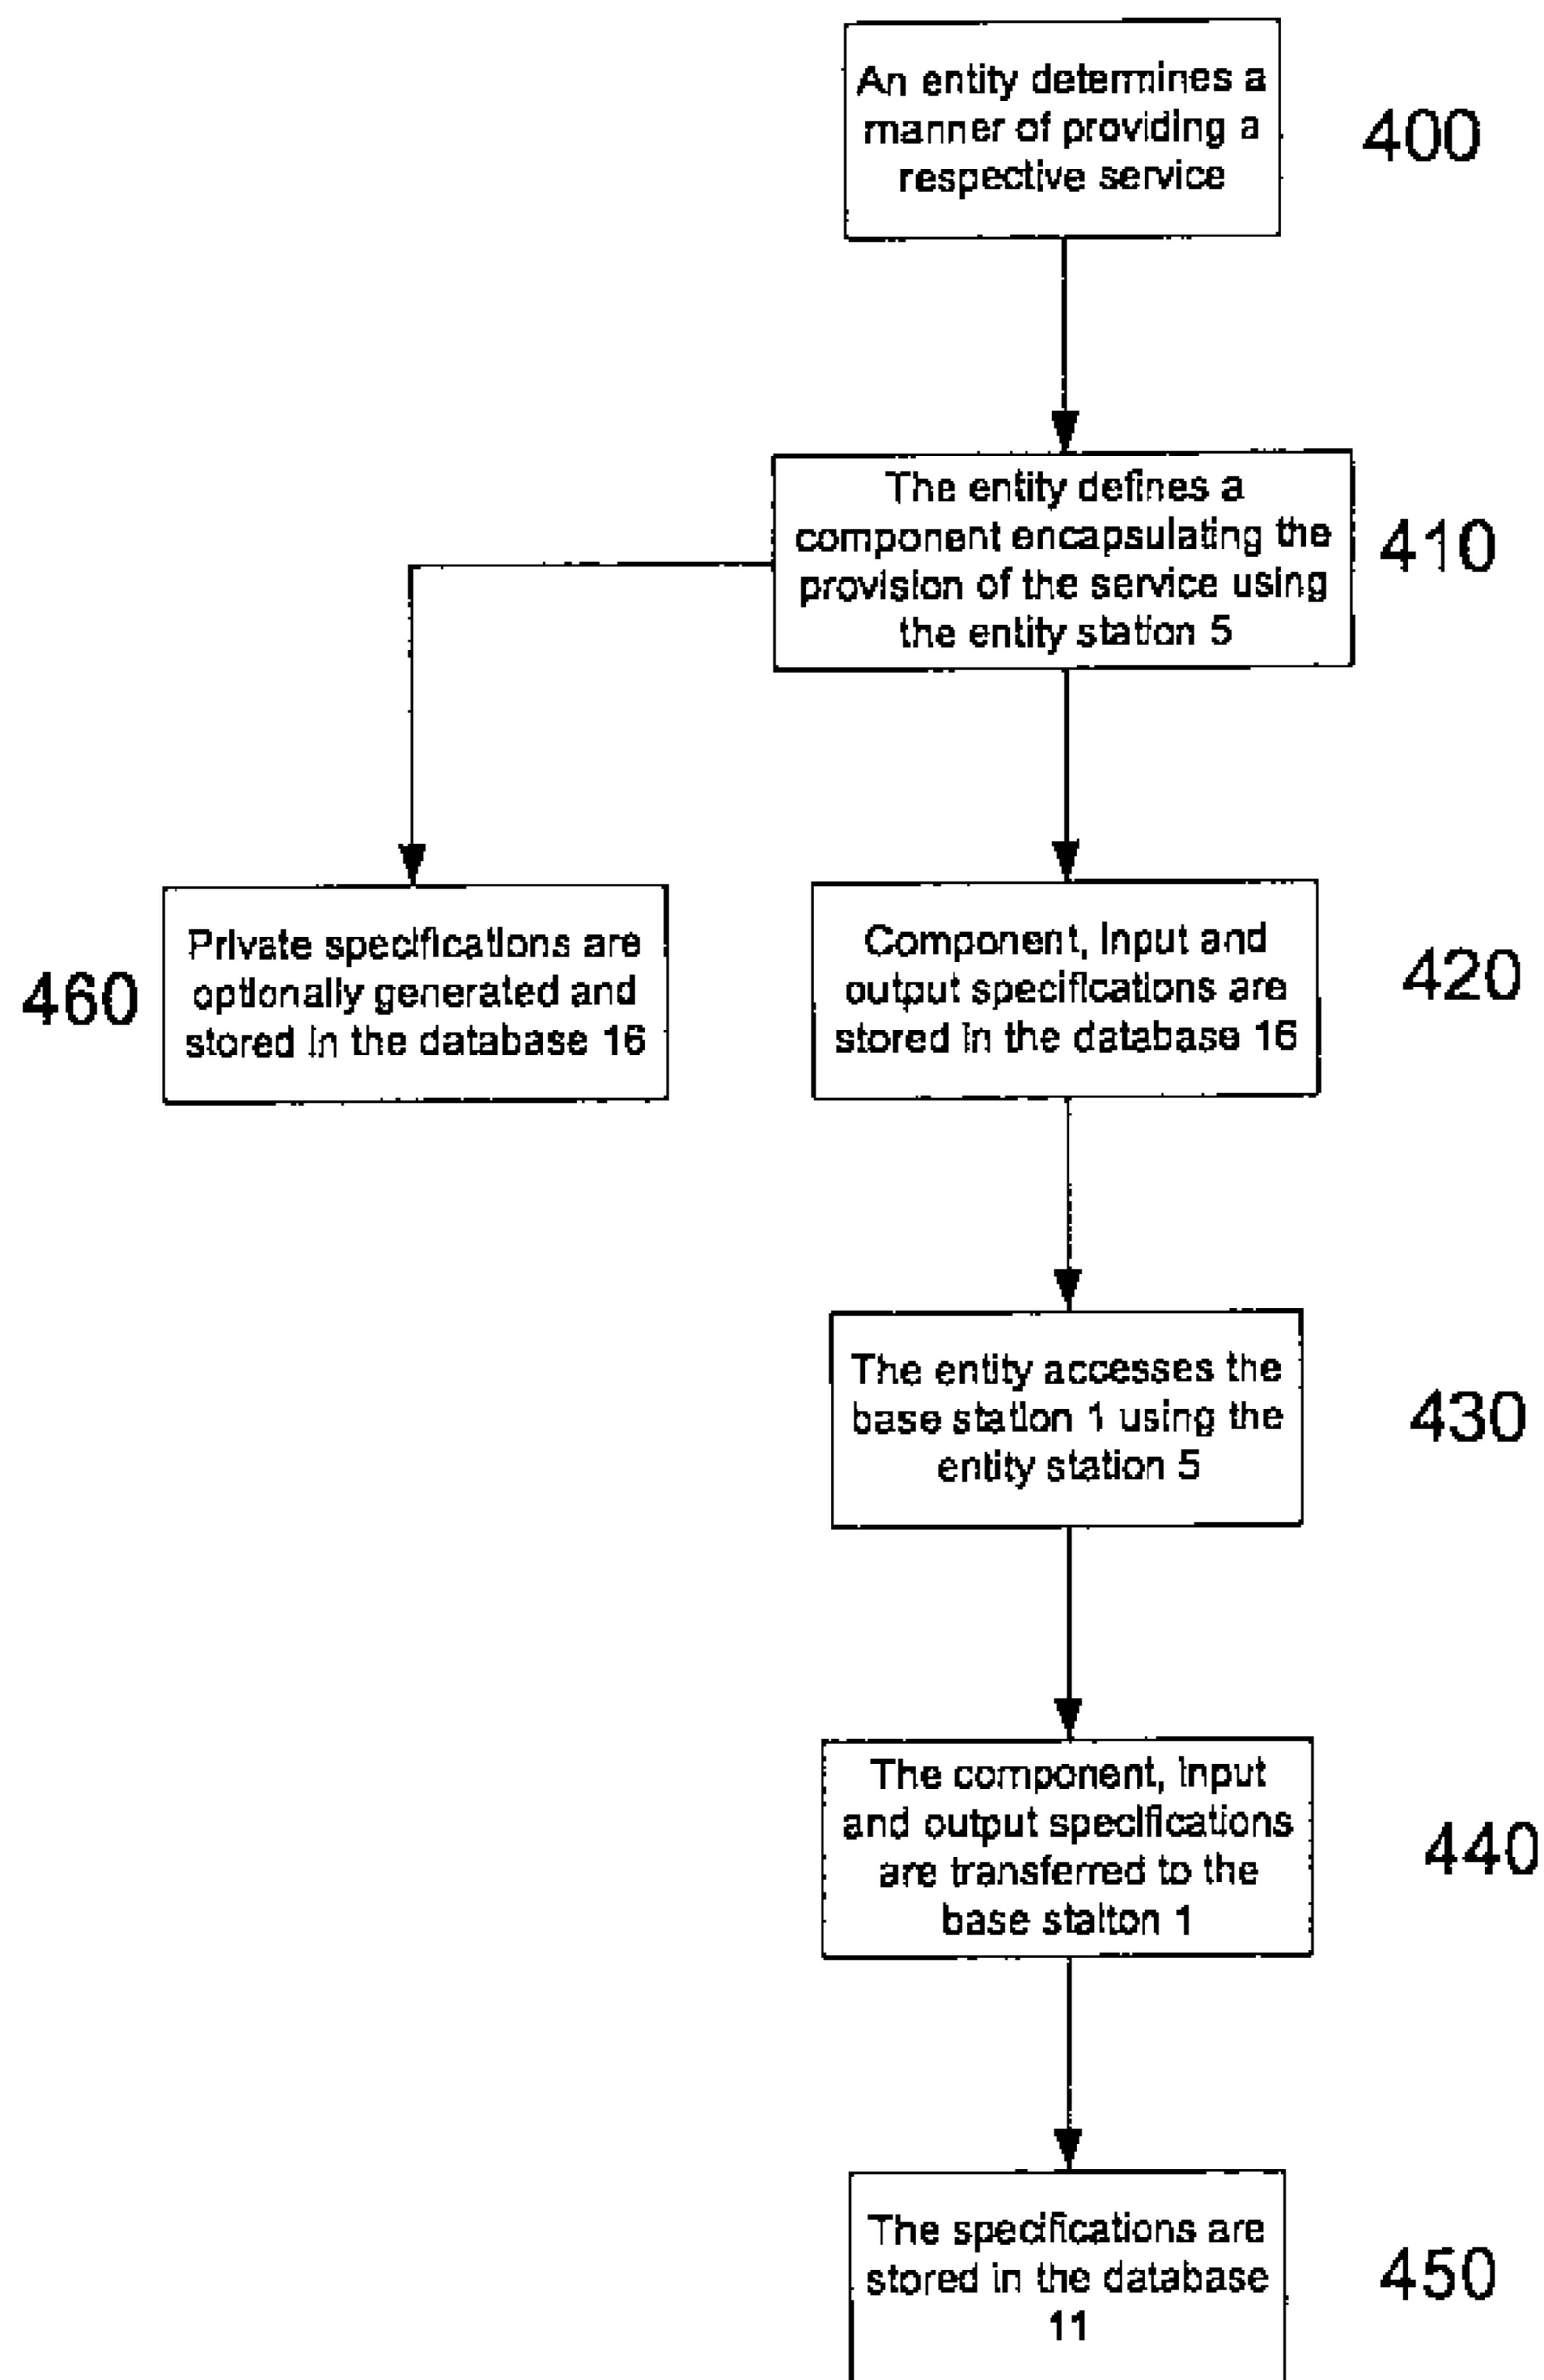 An entity determines a
manner of providing a
respective service
400
The entity defines a
component encapsulating the
provision of the service using
the entity station 5
410
460
Private specifications are
optionally generated and
stored in the database 16
Component, Input and
output specifications are
stored in the database 16
420
The entity accesses the
base station 1 using the
entity station 5
430
The component, Input
and output specifications
are transferred to the
base station 1
440
The specifications are
stored in the database
11
450